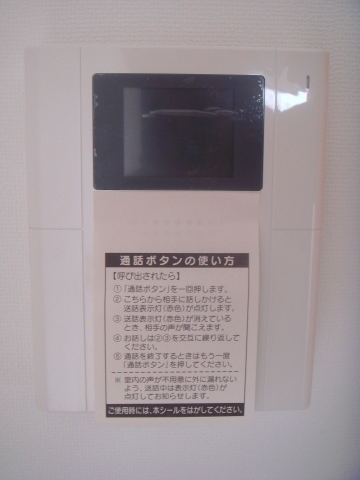 通話ボタンの使い方
【呼び出されたら】
①「通話ボタン」を一回押します。
②こちらから相手に話しかけると
送話表示灯(赤色)が点灯します。
③送話表示灯(赤色)が消えている
とき、相手の声が聞こえます。
④お話しは②③を交互に繰り返して
ください。
⑤通話を終了するときはもう一度
「通話ボタン」を押してください。
※室内の声が不用意に外に漏れない
よう、送話中は表示灯(赤色)が
点灯してお知らせします。
ご使用時には、本シールをはがしてください。